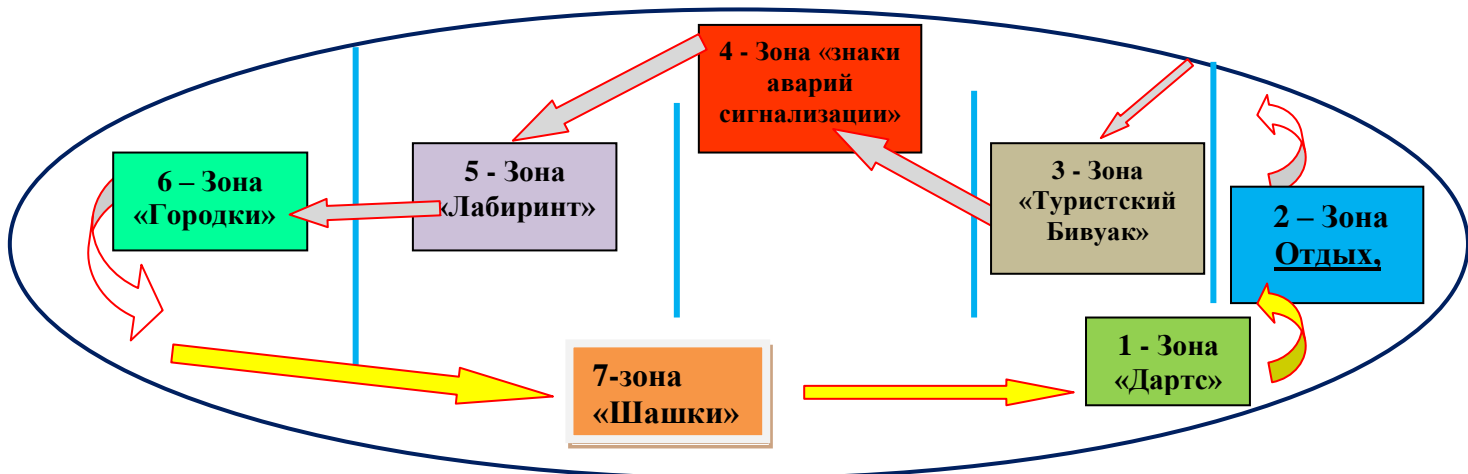 4 - Зона «знаки
аварий
сигнализации»
3 - Зона
«Туристский
Бивуак»
5 - Зона
«Лабиринт»
6 – Зона
«Городки»
2 – Зона
Отдых,
1 - Зона
«Дартс»
7-зона
«Шашки»